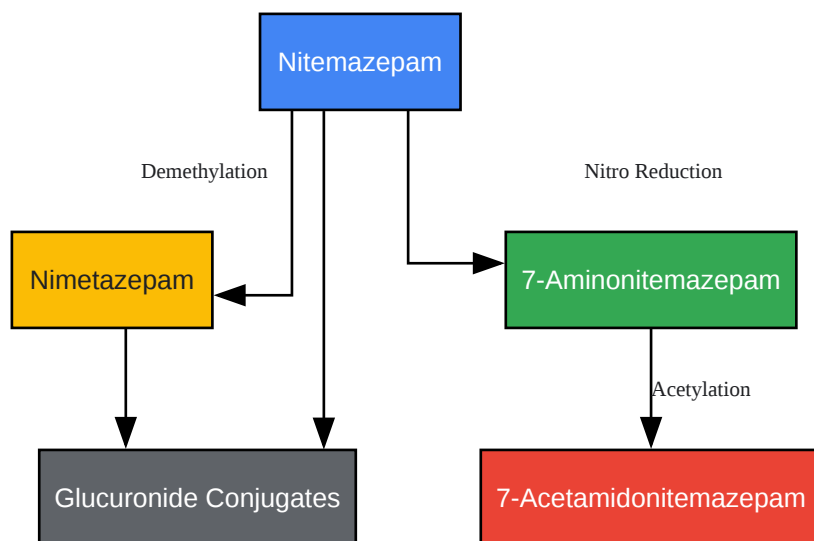 Nitemazepam
Demethylation
Nitro Reduction
Nimetazepam
7-Aminonitemazepam
Acetylation
Glucuronide Conjugates
7-Acetamidonitemazepam